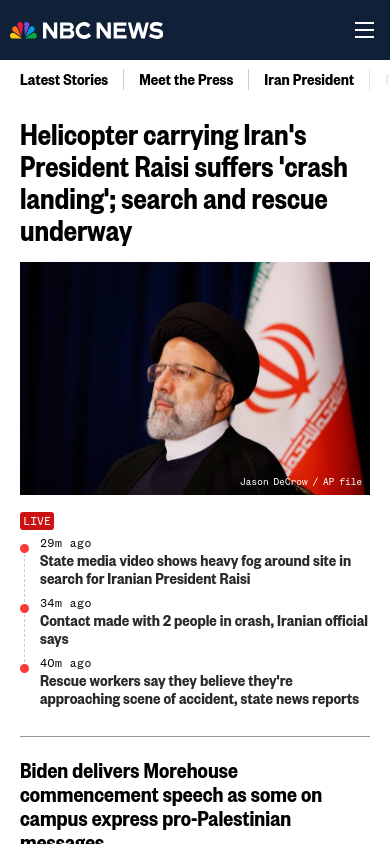 NBC NEWS
Latest Stories
Meet the Press
Iran President
Helicopter carrying Iran's
President Raisi suffers 'crash
landing'; search and rescue
underway
Jason DeCrow / AP file
LIVE
29m ago
State media video shows heavy fog around site in
search for Iranian President Raisi
34m ago
Contact made with 2 people in crash, Iranian official
says
40m ago
Rescue workers say they believe they're
approaching scene of accident, state news reports
Biden delivers Morehouse
commencement speech as some on
campus express pro-Palestinian
messages